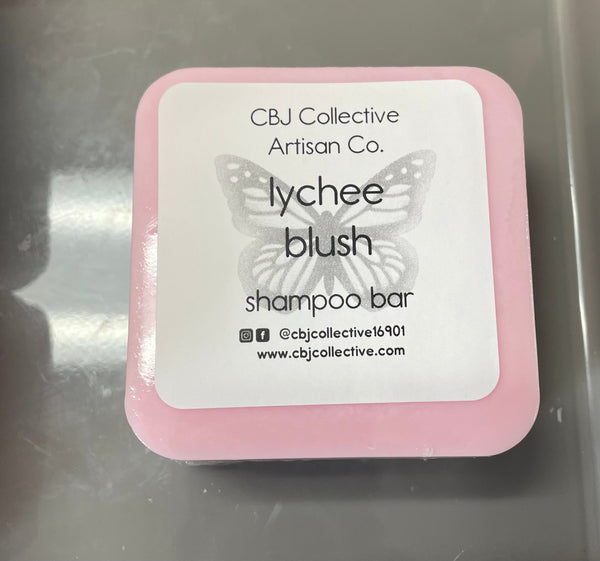 CBJ Collective
Artisan Co.
lychee
blush
shampoo bar
@cbjcollective16901
www.cbjcollective.com